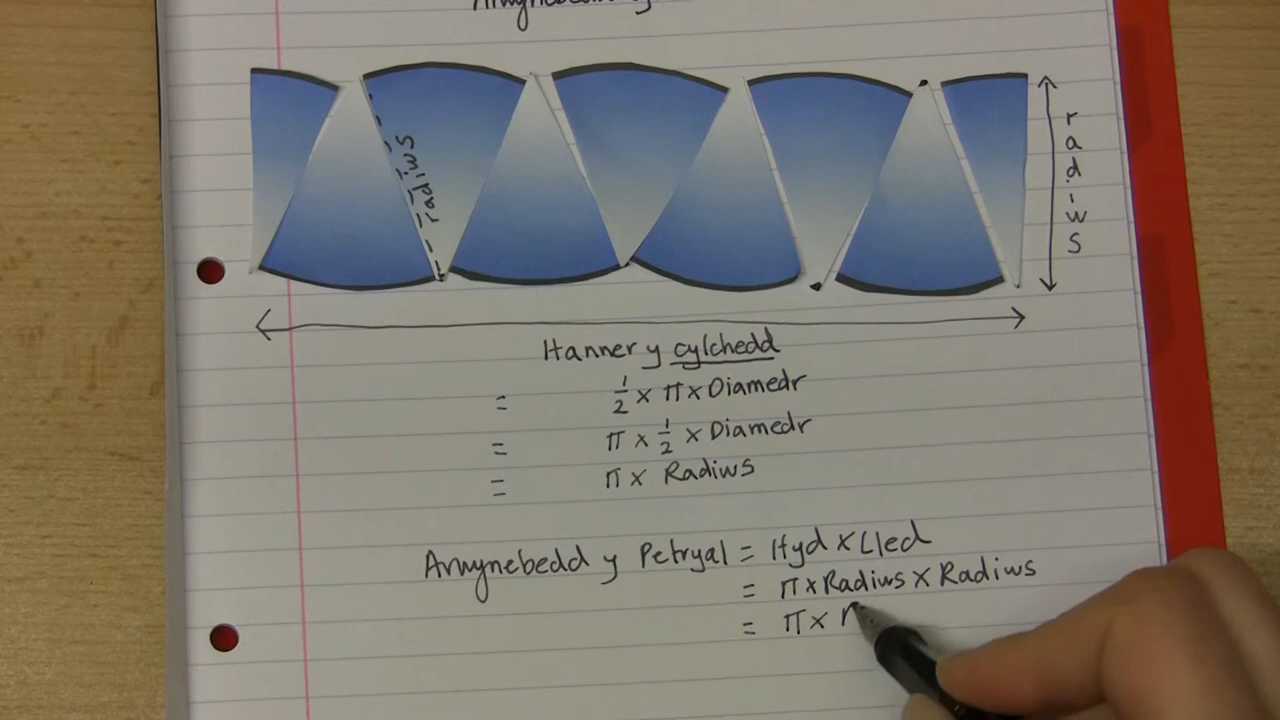 radiws
radiws
Hanner y cylchedd
= 1/2 × π × Diamedr
= π × 1/2 × Diamedr
= π × Radiws
Arwynebedd y Petryal = Hyd × Lled
= π × Radiws × Radiws
= π × r